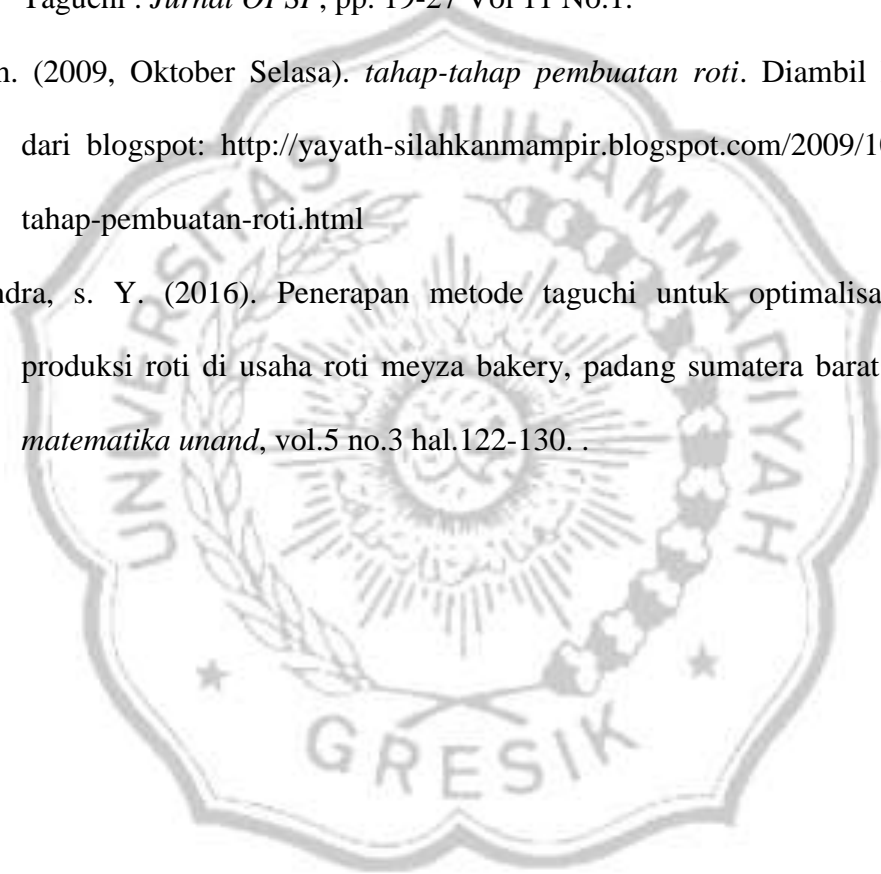 Taguchi . Jurnal OPSI , pp. 19-27 Vol 11 No.1.
n. (2009, Oktober Selasa). tahap-tahap pembuatan roti. Diambil
dari blogspot: http://yayath-silahkanmampir.blogspot.com/2009/10
tahap-pembuatan-roti.html
ndra, s. Y. (2016). Penerapan metode taguchi untuk optimalisa
produksi roti di usaha roti meyza bakery, padang sumatera barat
matematika unand, vol.5 no.3 hal.122-130. .
UNIVERSITAS MUHAMMADIYAH
GRESIK